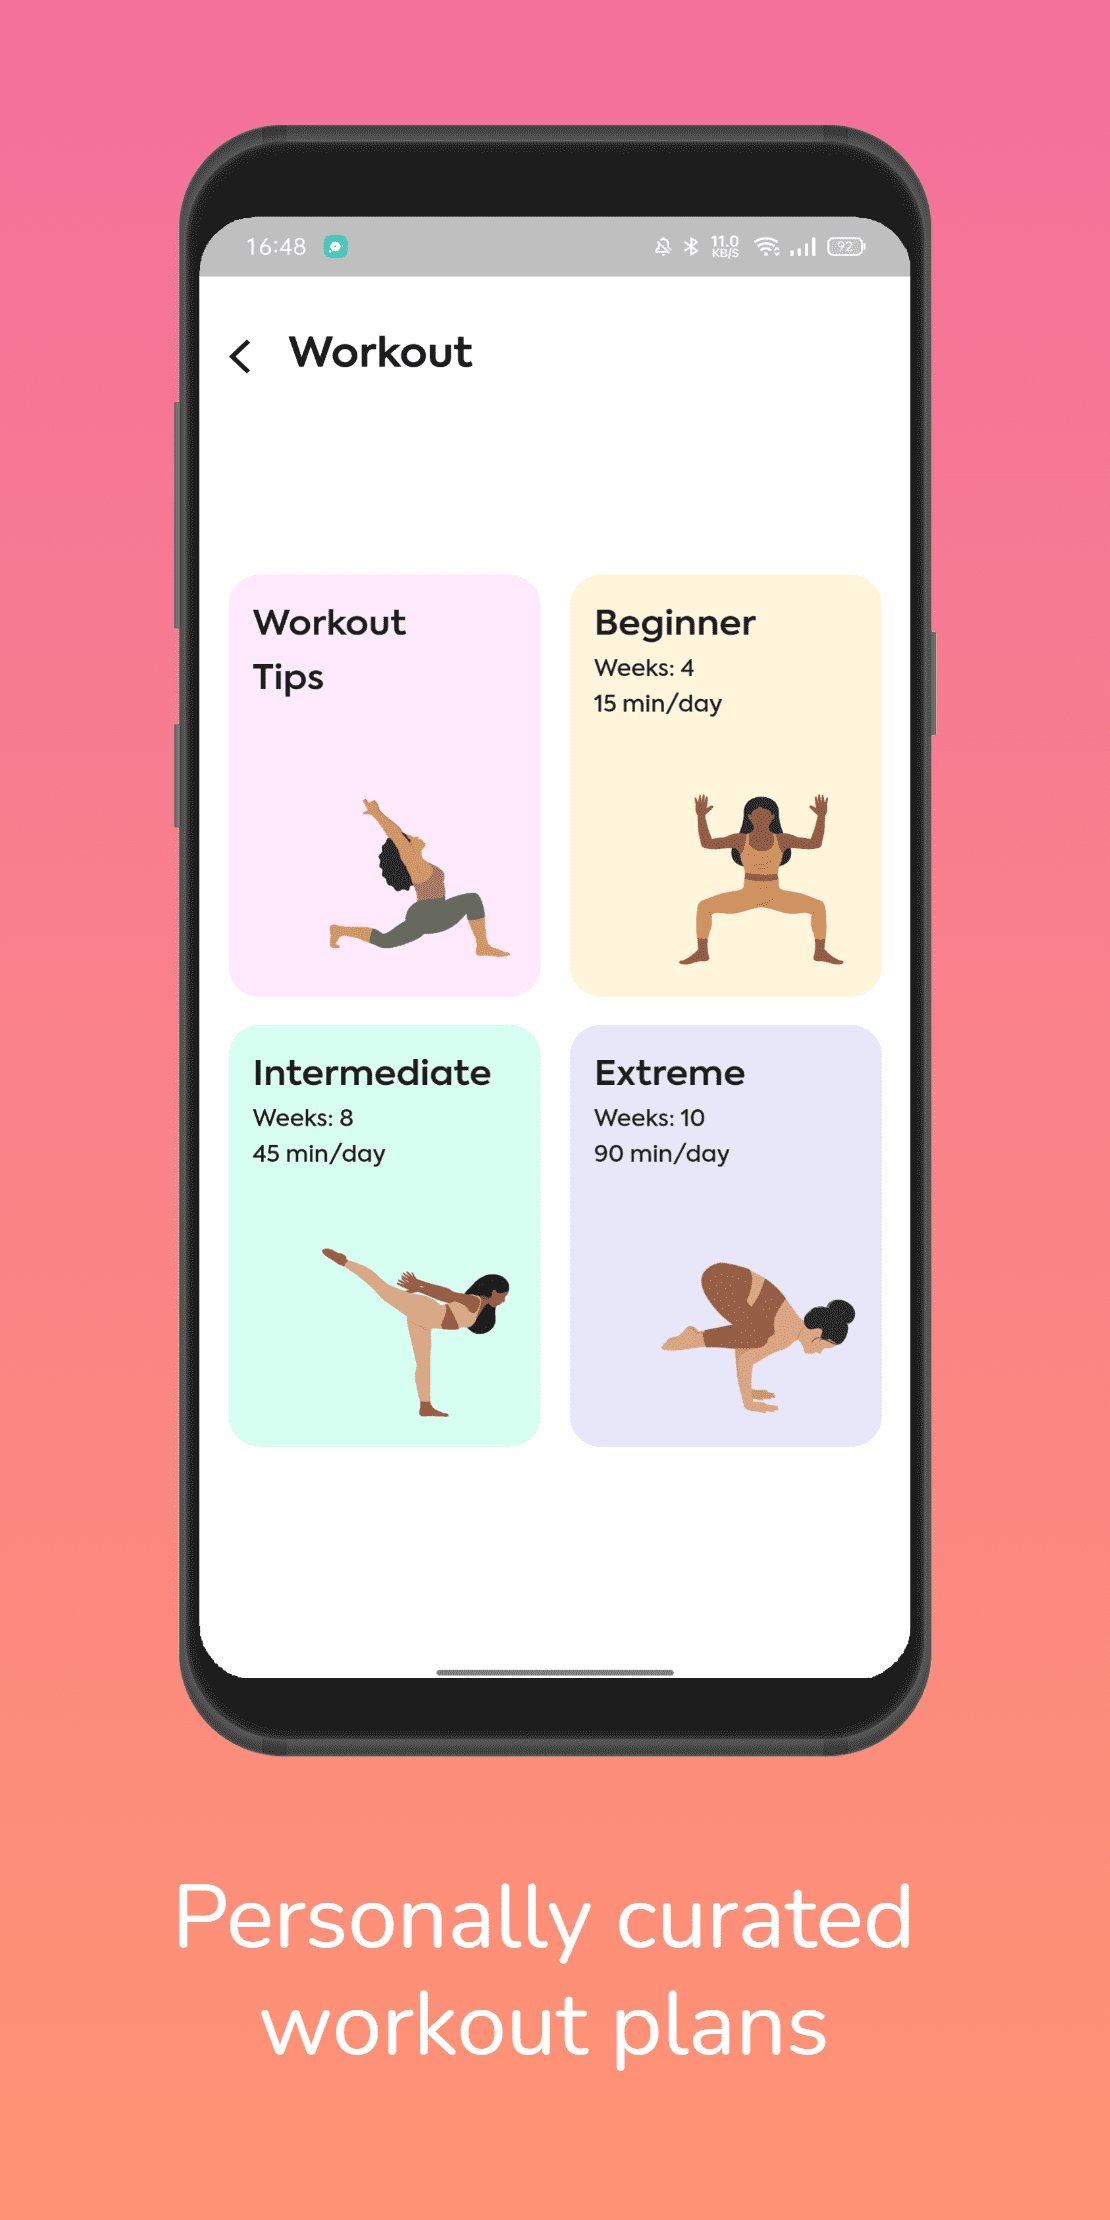 16:48
11.0
KB/S
92
Workout
Workout
Tips
Beginner
Weeks: 4
15 min/day
Intermediate
Weeks: 8
45 min/day
Extreme
Weeks: 10
90 min/day
Personally curated
workout plans